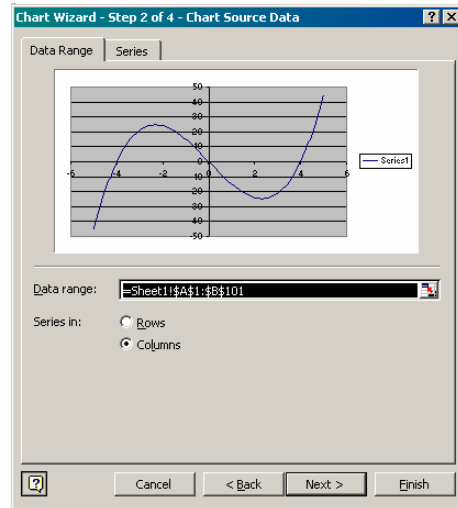 Chart Wizard - Step 2 of 4 - Chart Source Data
Data Range Series
50
40
30
20
10
0
-6 -4 -2 0 2 4 6
-10
-20
-30
-40
-50
Series1
Data range: =Sheet1!$A$1:$B$101
Series in: Rows
Columns
Cancel < Back Next > Finish